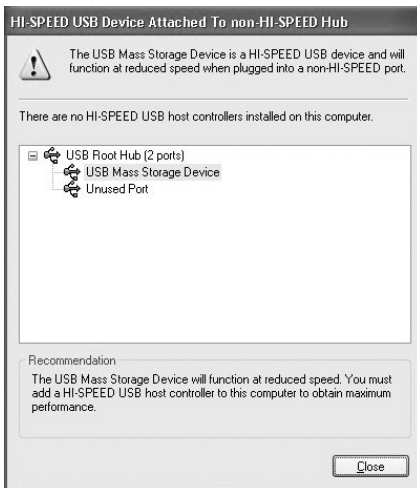 HI-SPEED USB Device Attached To non-HI-SPEED Hub
The USB Mass Storage Device is a HI-SPEED USB device and will
function at reduced speed when plugged into a non-HI-SPEED port.
There are no HI-SPEED USB host controllers installed on this computer.
USB Root Hub (2 ports)
USB Mass Storage Device
Unused Port
Recommendation
The USB Mass Storage Device will function at reduced speed. You must
add a HI-SPEED USB host controller to this computer to obtain maximum
performance.
Close